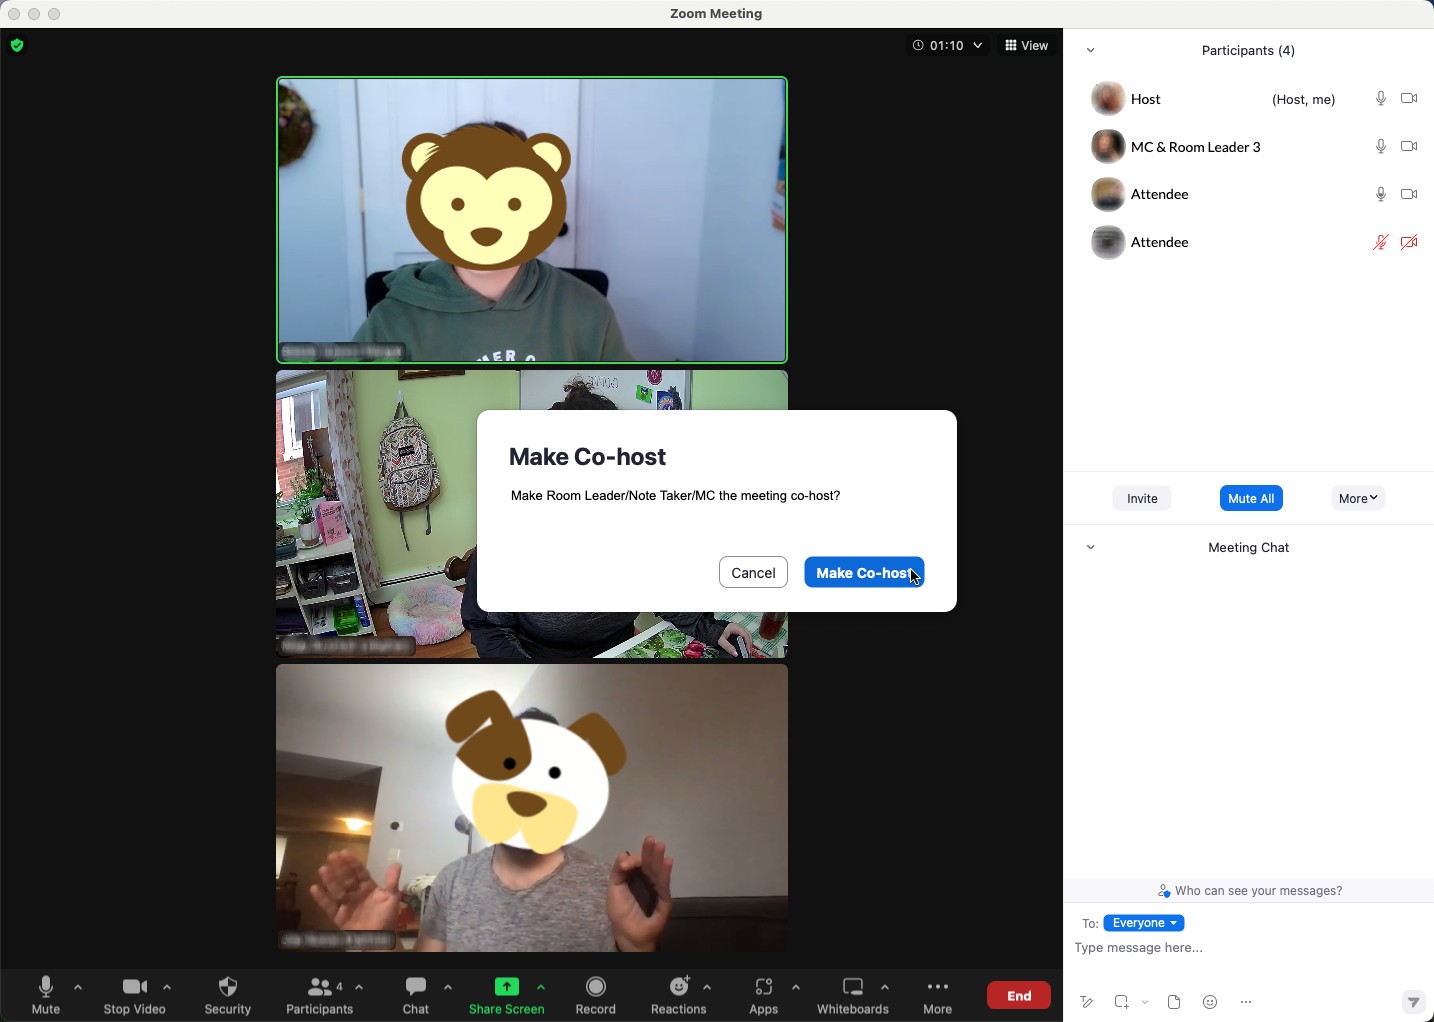 Zoom Meeting
01:10
View
Participants (4)
Host (Host, me)
MC & Room Leader 3
Attendee
Attendee
MER
Make Co-host
Make Room Leader/Note Taker/MC the meeting co-host?
Cancel
Make Co-host
Invite
Mute All
More
Meeting Chat
Who can see your messages?
To: Everyone
Type message here...
Mute
Stop Video
Security
4
Participants
Chat
Share Screen
Record
Reactions
Apps
Whiteboards
More
End